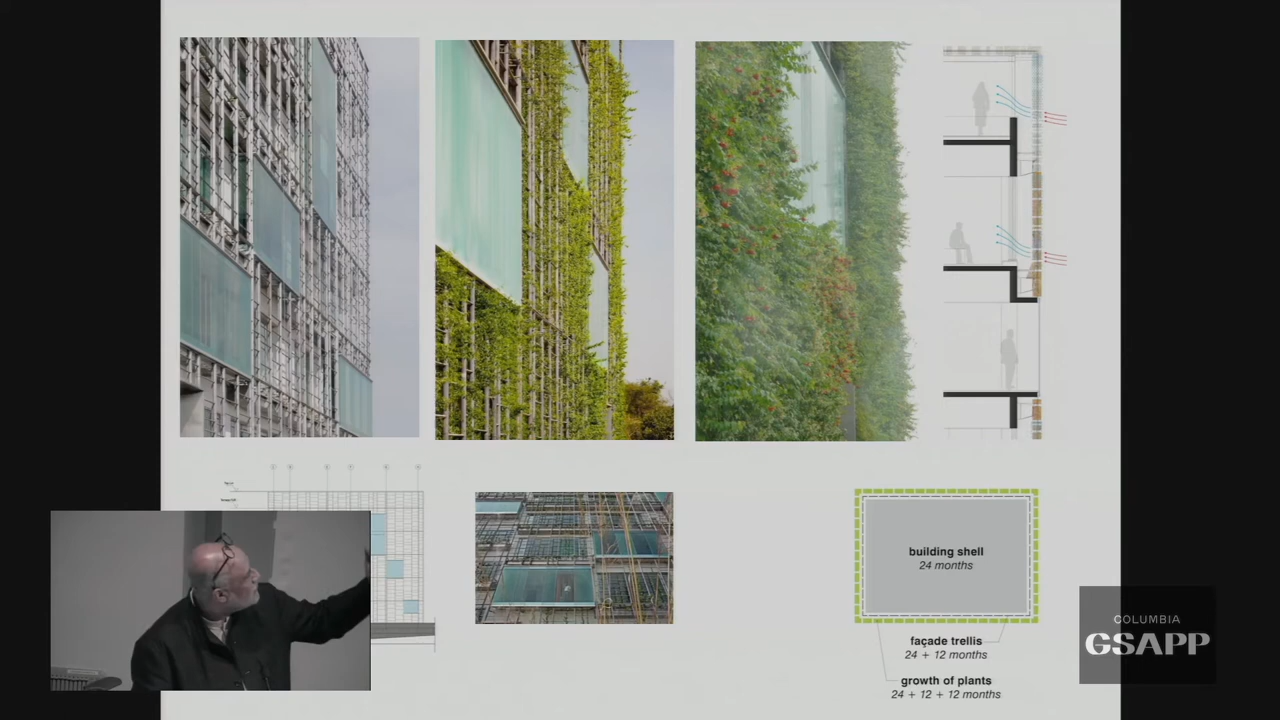 building shell
24 months
façade trellis
24 + 12 months
growth of plants
24 + 12 + 12 months
COLUMBIA
GSAPP